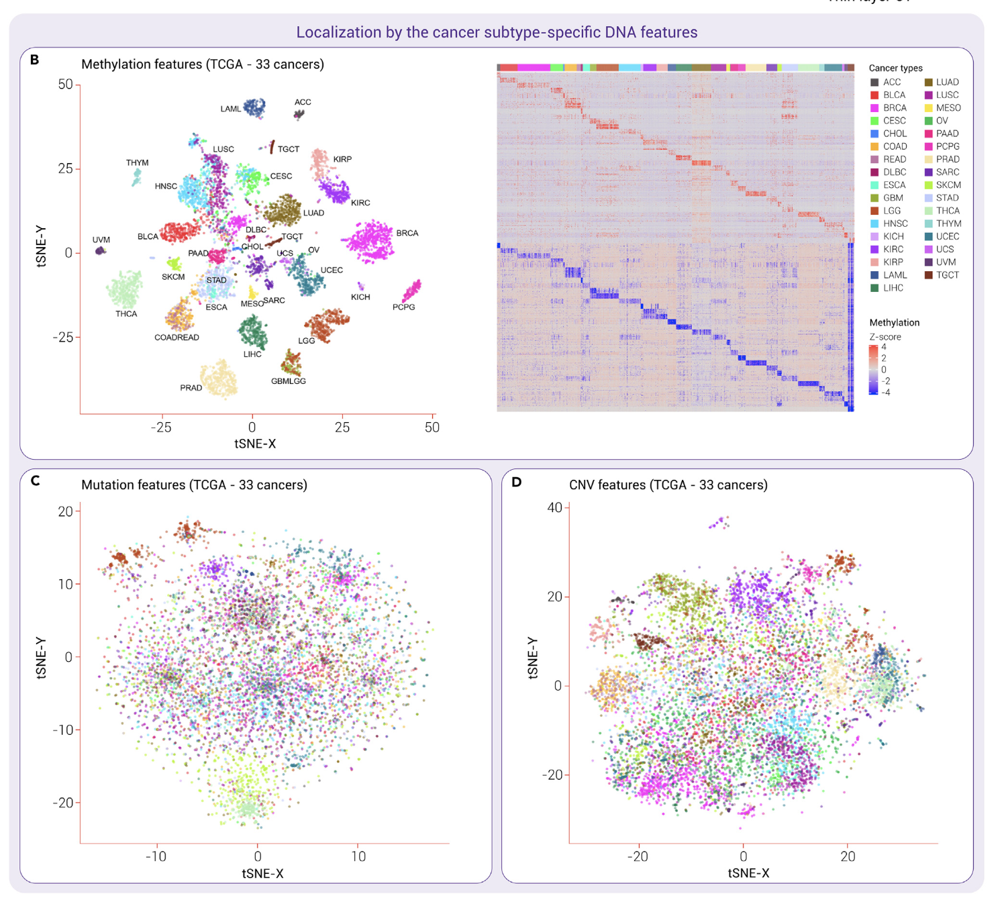 Localization by the cancer subtype-specific DNA features
B
Methylation features (TCGA - 33 cancers)
50
25
0
-25
tSNE-Y
-25
0
25
50
tSNE-X
LAML
ACC
LUSC
TGCT
THYM
KIRP
HNSC
CESC
KIRC
LUAD
BLCA
DLBC
TGCT
BRCA
UVM
CHOL
PAAD
UCS
OV
SKCM
STAD
UCEC
THCA
ESCA
MESO
SARC
KICH
PCPG
COADREAD
LIHC
LGG
PRAD
GBMLGG
Cancer types
ACC
BLCA
BRCA
CESC
CHOL
COAD
READ
DLBC
ESCA
GBM
LGG
HNSC
KICH
KIRC
KIRP
LAML
LIHC
LUAD
LUSC
MESO
OV
PAAD
PCPG
PRAD
SARC
SKCM
STAD
THCA
THYM
UCEC
UCS
UVM
TGCT
Methylation
Z-score
4
2
0
-2
-4
C
Mutation features (TCGA - 33 cancers)
20
10
0
-10
-20
tSNE-Y
-10
0
10
tSNE-X
D
CNV features (TCGA - 33 cancers)
40
20
0
-20
tSNE-Y
-20
0
20
tSNE-X